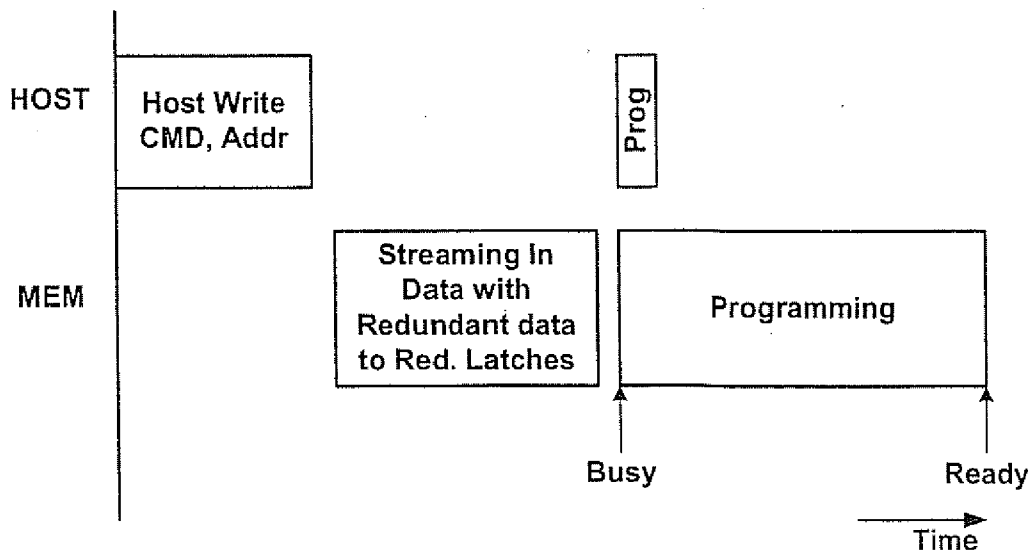 HOST
Host Write
CMD, Addr
Prog
MEM
Streaming In
Data with
Redundant data
to Red. Latches
Programming
Busy
Ready
Time